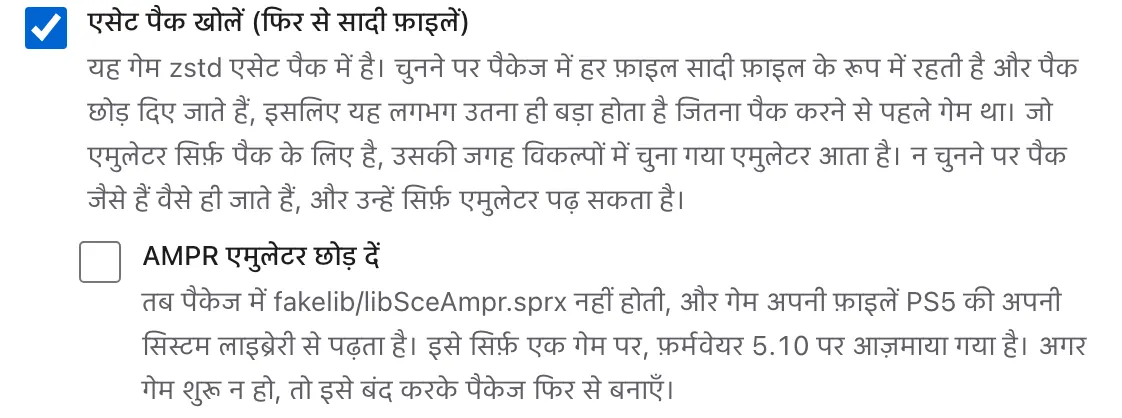 एसेट पैक खोलें (फिर से सादी फ़ाइलें)
यह गेम zstd एसेट पैक में है। चुनने पर पैकेज में हर फ़ाइल सादी फ़ाइल के रूप में रहती है और पैक
छोड़ दिए जाते हैं, इसलिए यह लगभग उतना ही बड़ा होता है जितना पैक करने से पहले गेम था। जो
एमुलेटर सिर्फ़ पैक के लिए है, उसकी जगह विकल्पों में चुना गया एमुलेटर आता है। न चुनने पर पैक
जैसे हैं वैसे ही जाते हैं, और उन्हें सिर्फ़ एमुलेटर पढ़ सकता है।
AMPR एमुलेटर छोड़ दें
तब पैकेज में fakelib/libSceAmpr.sprx नहीं होती, और गेम अपनी फ़ाइलें PS5 की अपनी
सिस्टम लाइब्रेरी से पढ़ता है। इसे सिर्फ़ एक गेम पर, फ़र्मवेयर 5.10 पर आज़माया गया है। अगर
गेम शुरू न हो, तो इसे बंद करके पैकेज फिर से बनाएँ।